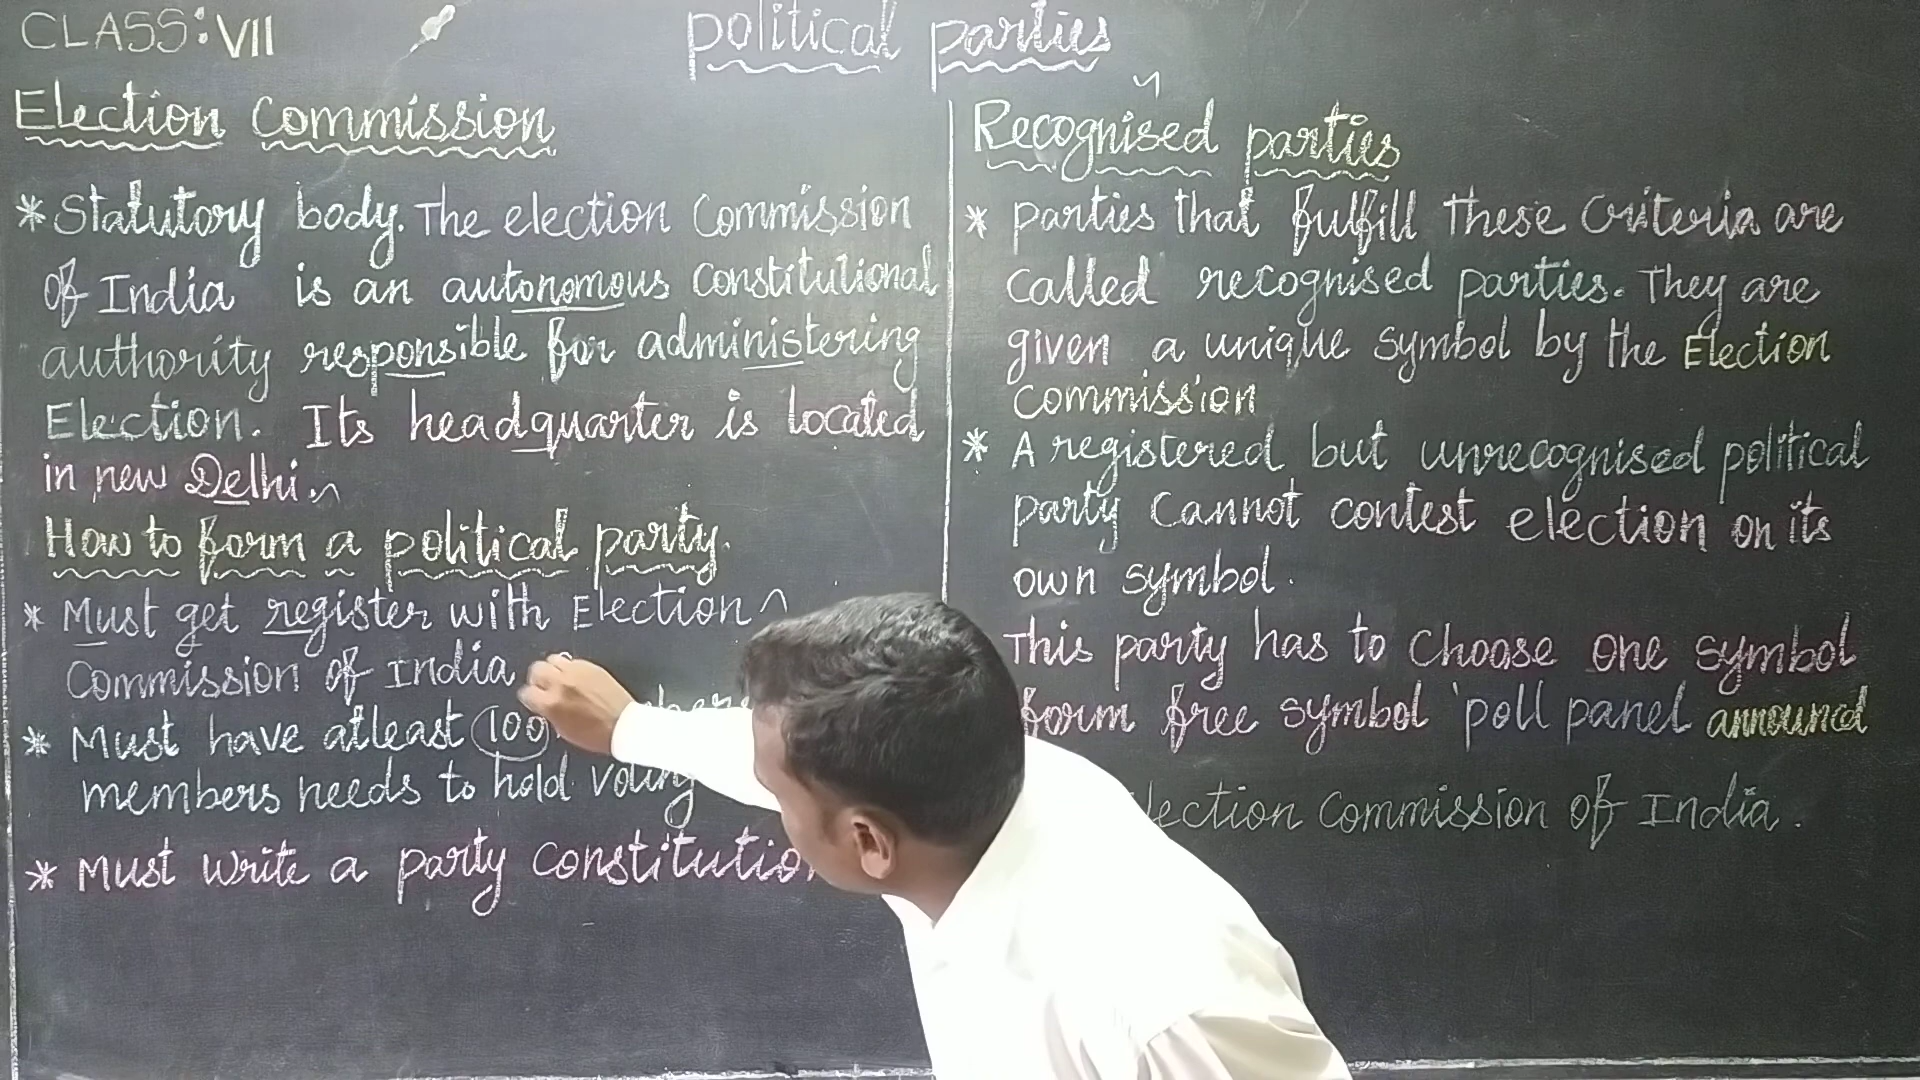 CLASS: VII
Political parties
Election Commission
* Statutory body. The election Commission
of India is an autonomous Constitutional
authority responsible for administering
Election. Its headquarter is located
in new Delhi.
How to form a political party.
* Must get register with Election
Commission of India
* Must have atleast 100
members needs to hold voting
* Must write a party constitution
Recognised parties
* parties that fulfill these Criteria are
Called recognised parties. They are
given a unique symbol by the Election
Commission
* A registered but unrecognised political
party Cannot contest election on its
own symbol.
This party has to Choose one symbol
form free symbol 'poll panel announcd
Election Commission of India.